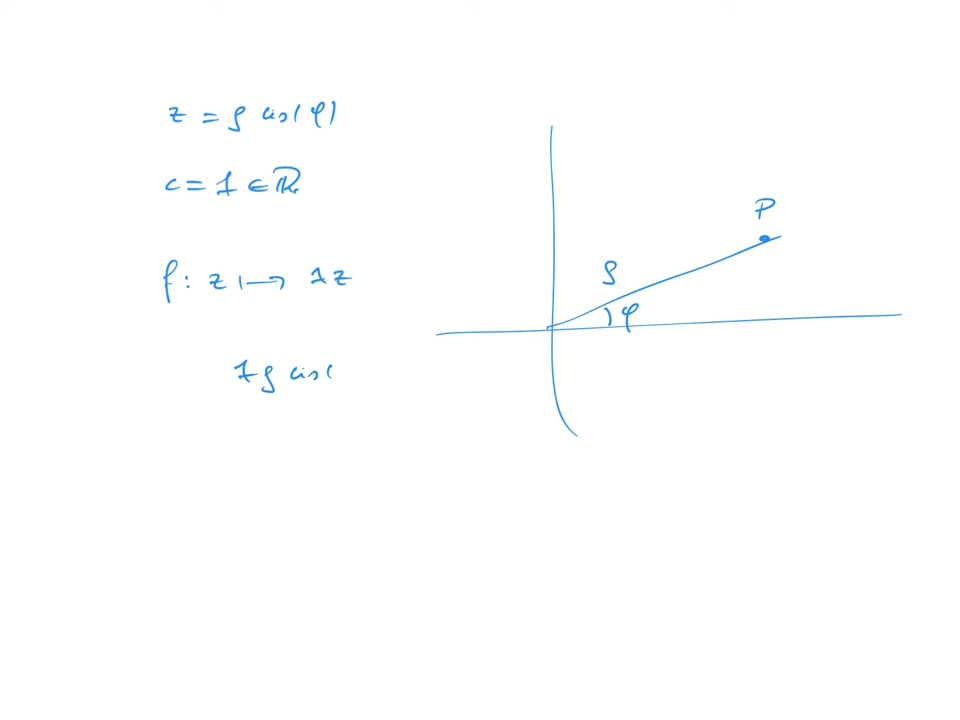 z = ρ cis(φ)
c = 1 ∈ ℝ
f: z ↦ 1z
1ρ cis(
P
ρ
φ